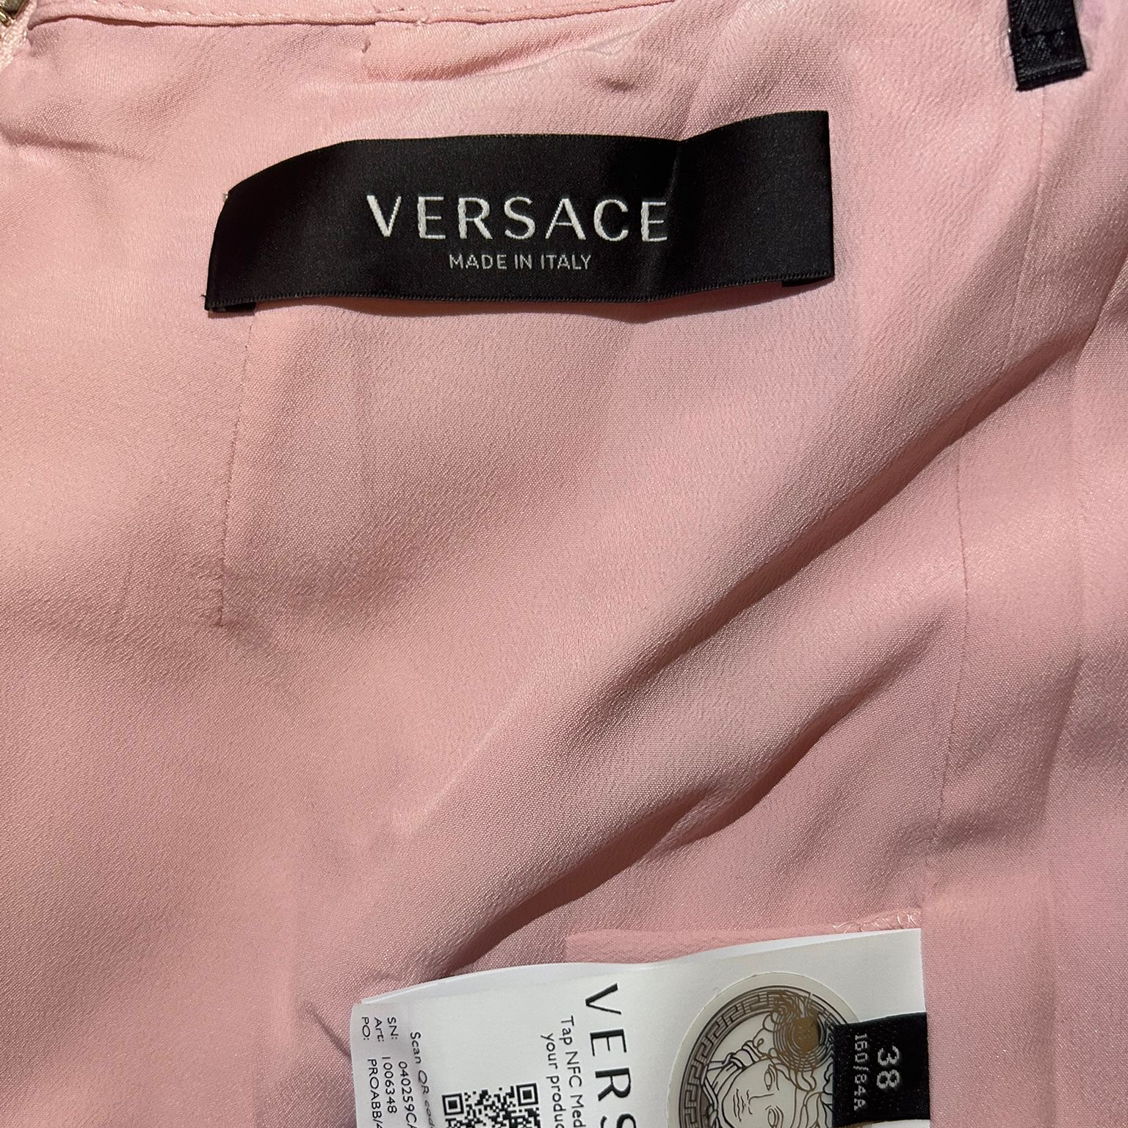 VERSACE
MADE IN ITALY
38
160/84A
VERS
Tap NFC Med
your produc
Scan QR cod
SN: 040259CA
Art: 1006348
PO: PROABB/